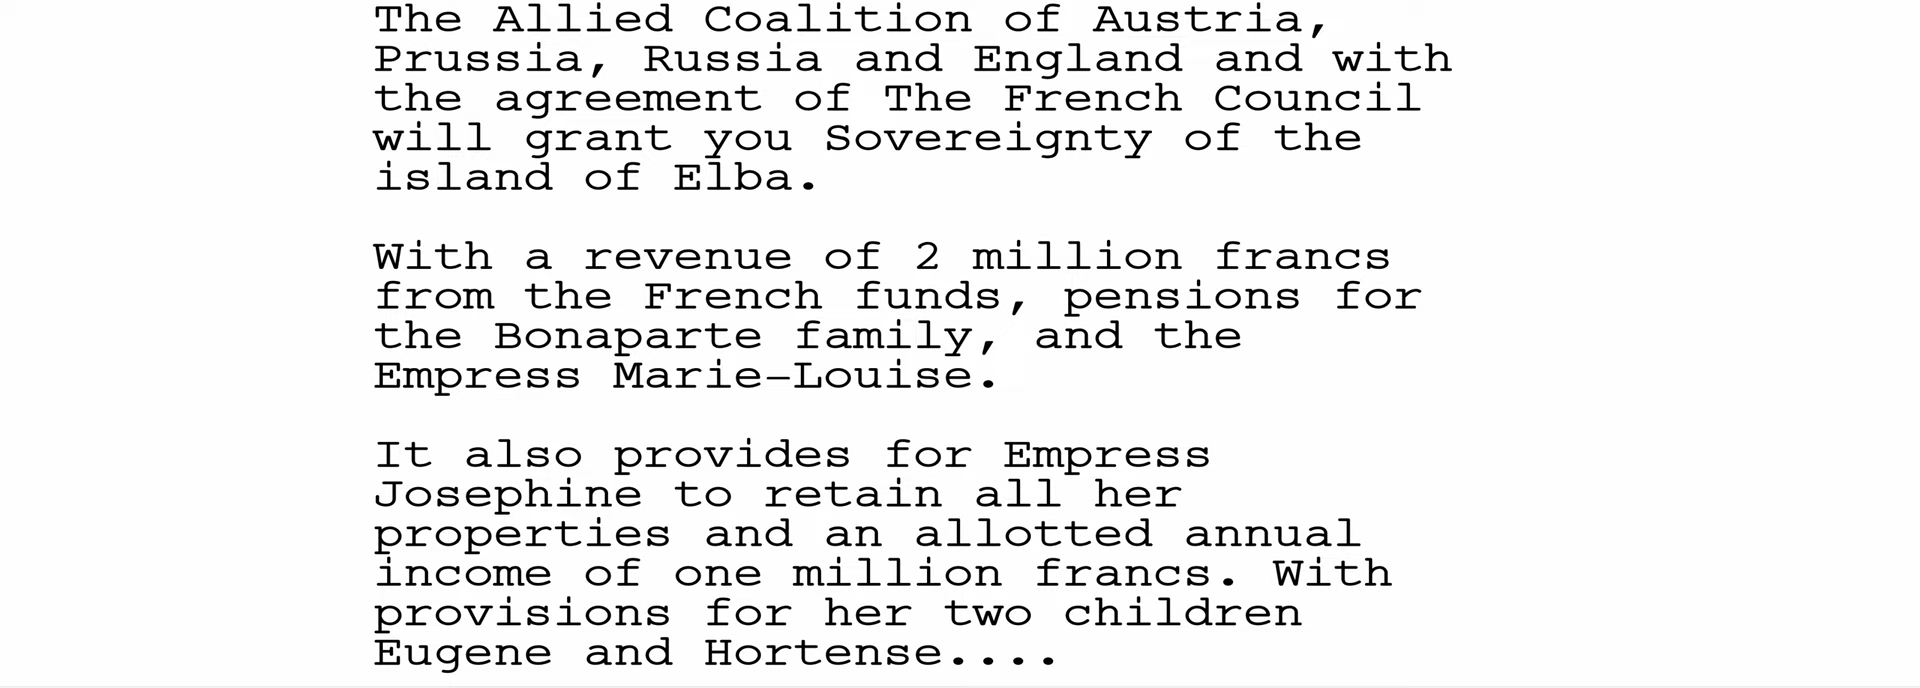 The Allied Coalition of Austria,
Prussia, Russia and England and with
the agreement of The French Council
will grant you Sovereignty of the
island of Elba.
With a revenue of 2 million francs
from the French funds, pensions for
the Bonaparte family, and the
Empress Marie-Louise.
It also provides for Empress
Josephine to retain all her
properties and an allotted annual
income of one million francs. With
provisions for her two children
Eugene and Hortense....